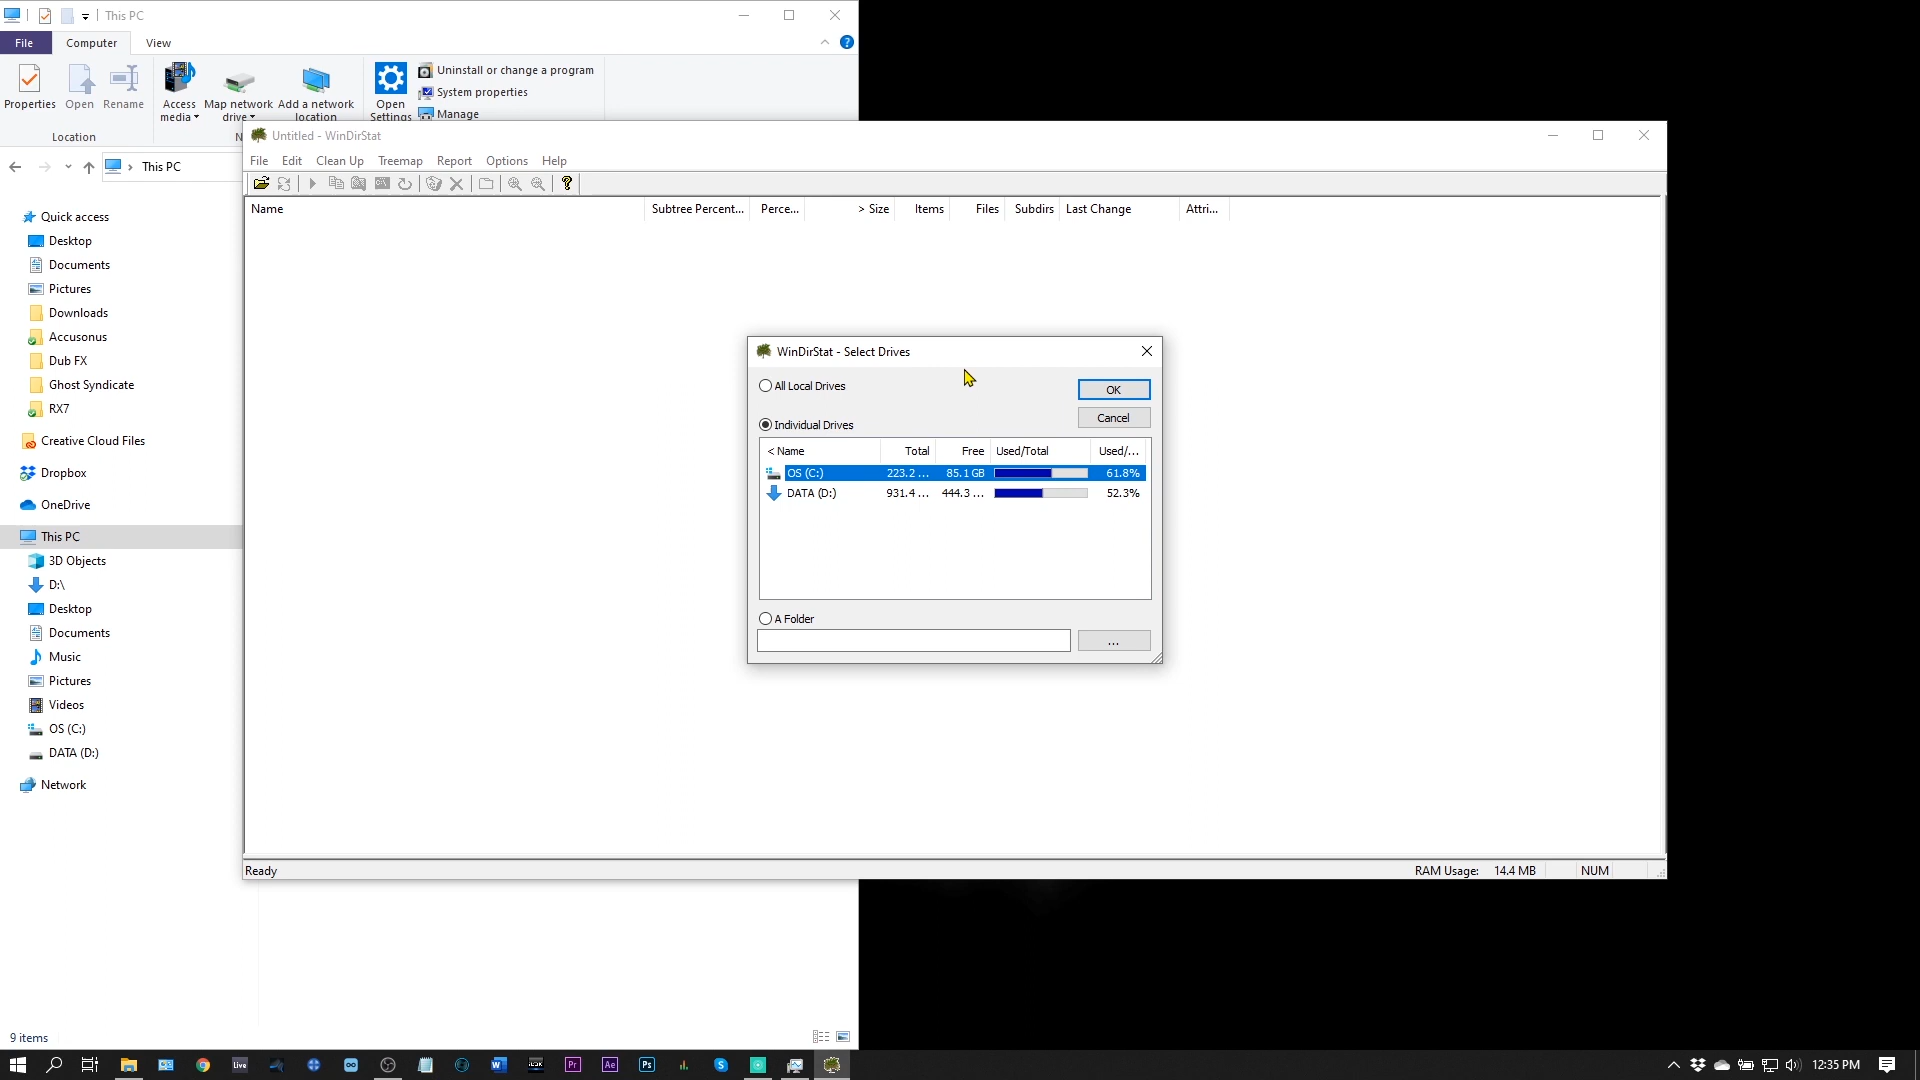 This PC
File
Computer
View
Properties
Open
Rename
Access media
Map network drive
Add a network location
Open Settings
Uninstall or change a program
System properties
Manage
Location
N
This PC
Quick access
Desktop
Documents
Pictures
Downloads
Accusonus
Dub FX
Ghost Syndicate
RX7
Creative Cloud Files
Dropbox
OneDrive
This PC
3D Objects
D:\
Desktop
Documents
Music
Pictures
Videos
OS (C:)
DATA (D:)
Network
9 items
Untitled - WinDirStat
File Edit Clean Up Treemap Report Options Help
Name Subtree Percent... Perce... > Size Items Files Subdirs Last Change Attri...
WinDirStat - Select Drives
All Local Drives
OK
Cancel
Individual Drives
< Name Total Free Used/Total Used/...
OS (C:) 223.2 ... 85.1 GB 61.8%
DATA (D:) 931.4 ... 444.3 ... 52.3%
A Folder
...
Ready
RAM Usage: 14.4 MB NUM
Live
W
Pr
Ae
Ps
S
12:35 PM